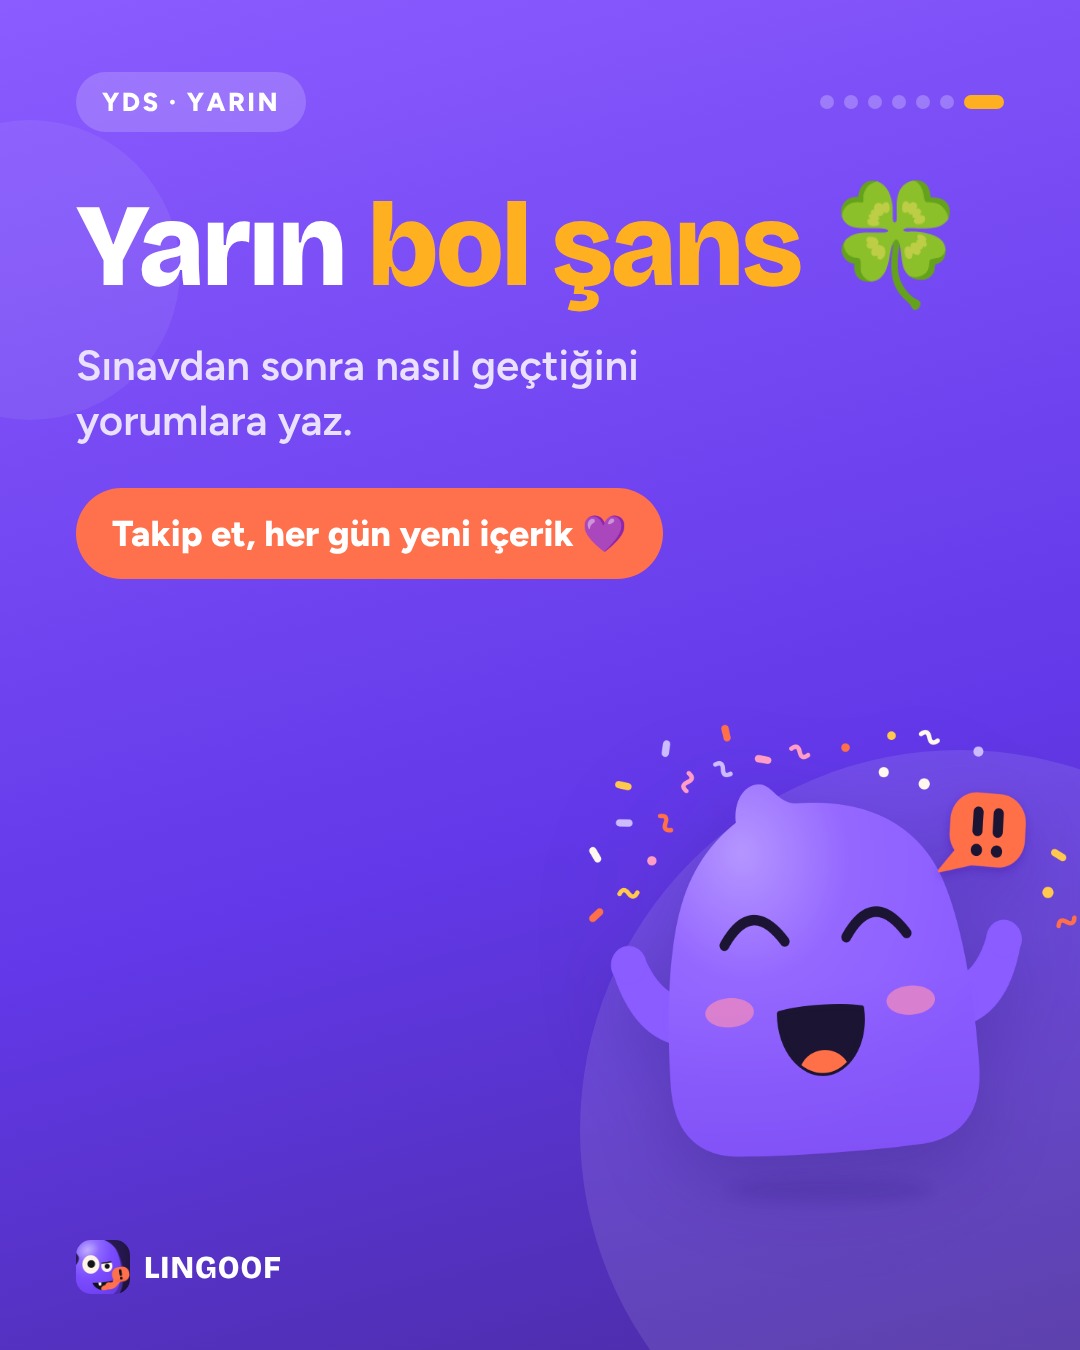 YDS · YARIN
Yarın bol şans 🍀
Sınavdan sonra nasıl geçtiğini
yorumlara yaz.
Takip et, her gün yeni içerik 💜
!!
LINGOOF